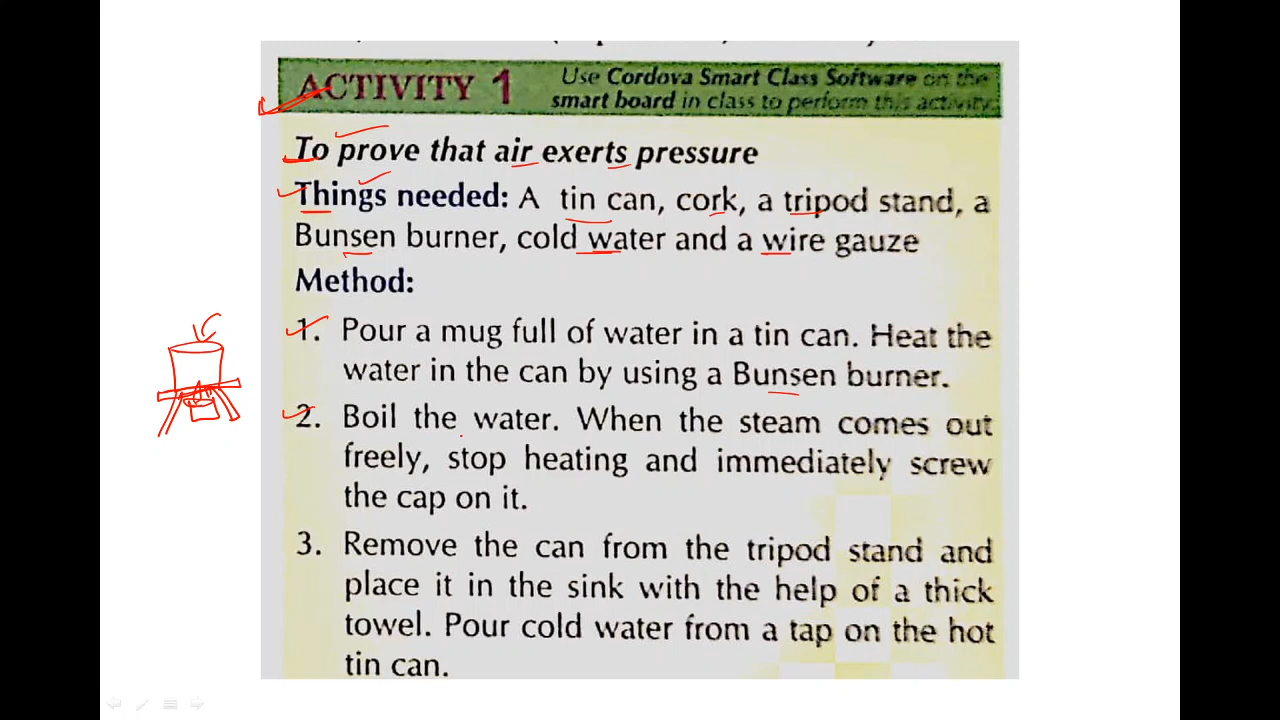 ACTIVITY 1
Use Cordova Smart Class Software on the
smart board in class to perform this activity.
To prove that air exerts pressure
Things needed: A tin can, cork, a tripod stand, a
Bunsen burner, cold water and a wire gauze
Method:
1. Pour a mug full of water in a tin can. Heat the
water in the can by using a Bunsen burner.
2. Boil the water. When the steam comes out
freely, stop heating and immediately screw
the cap on it.
3. Remove the can from the tripod stand and
place it in the sink with the help of a thick
towel. Pour cold water from a tap on the hot
tin can.